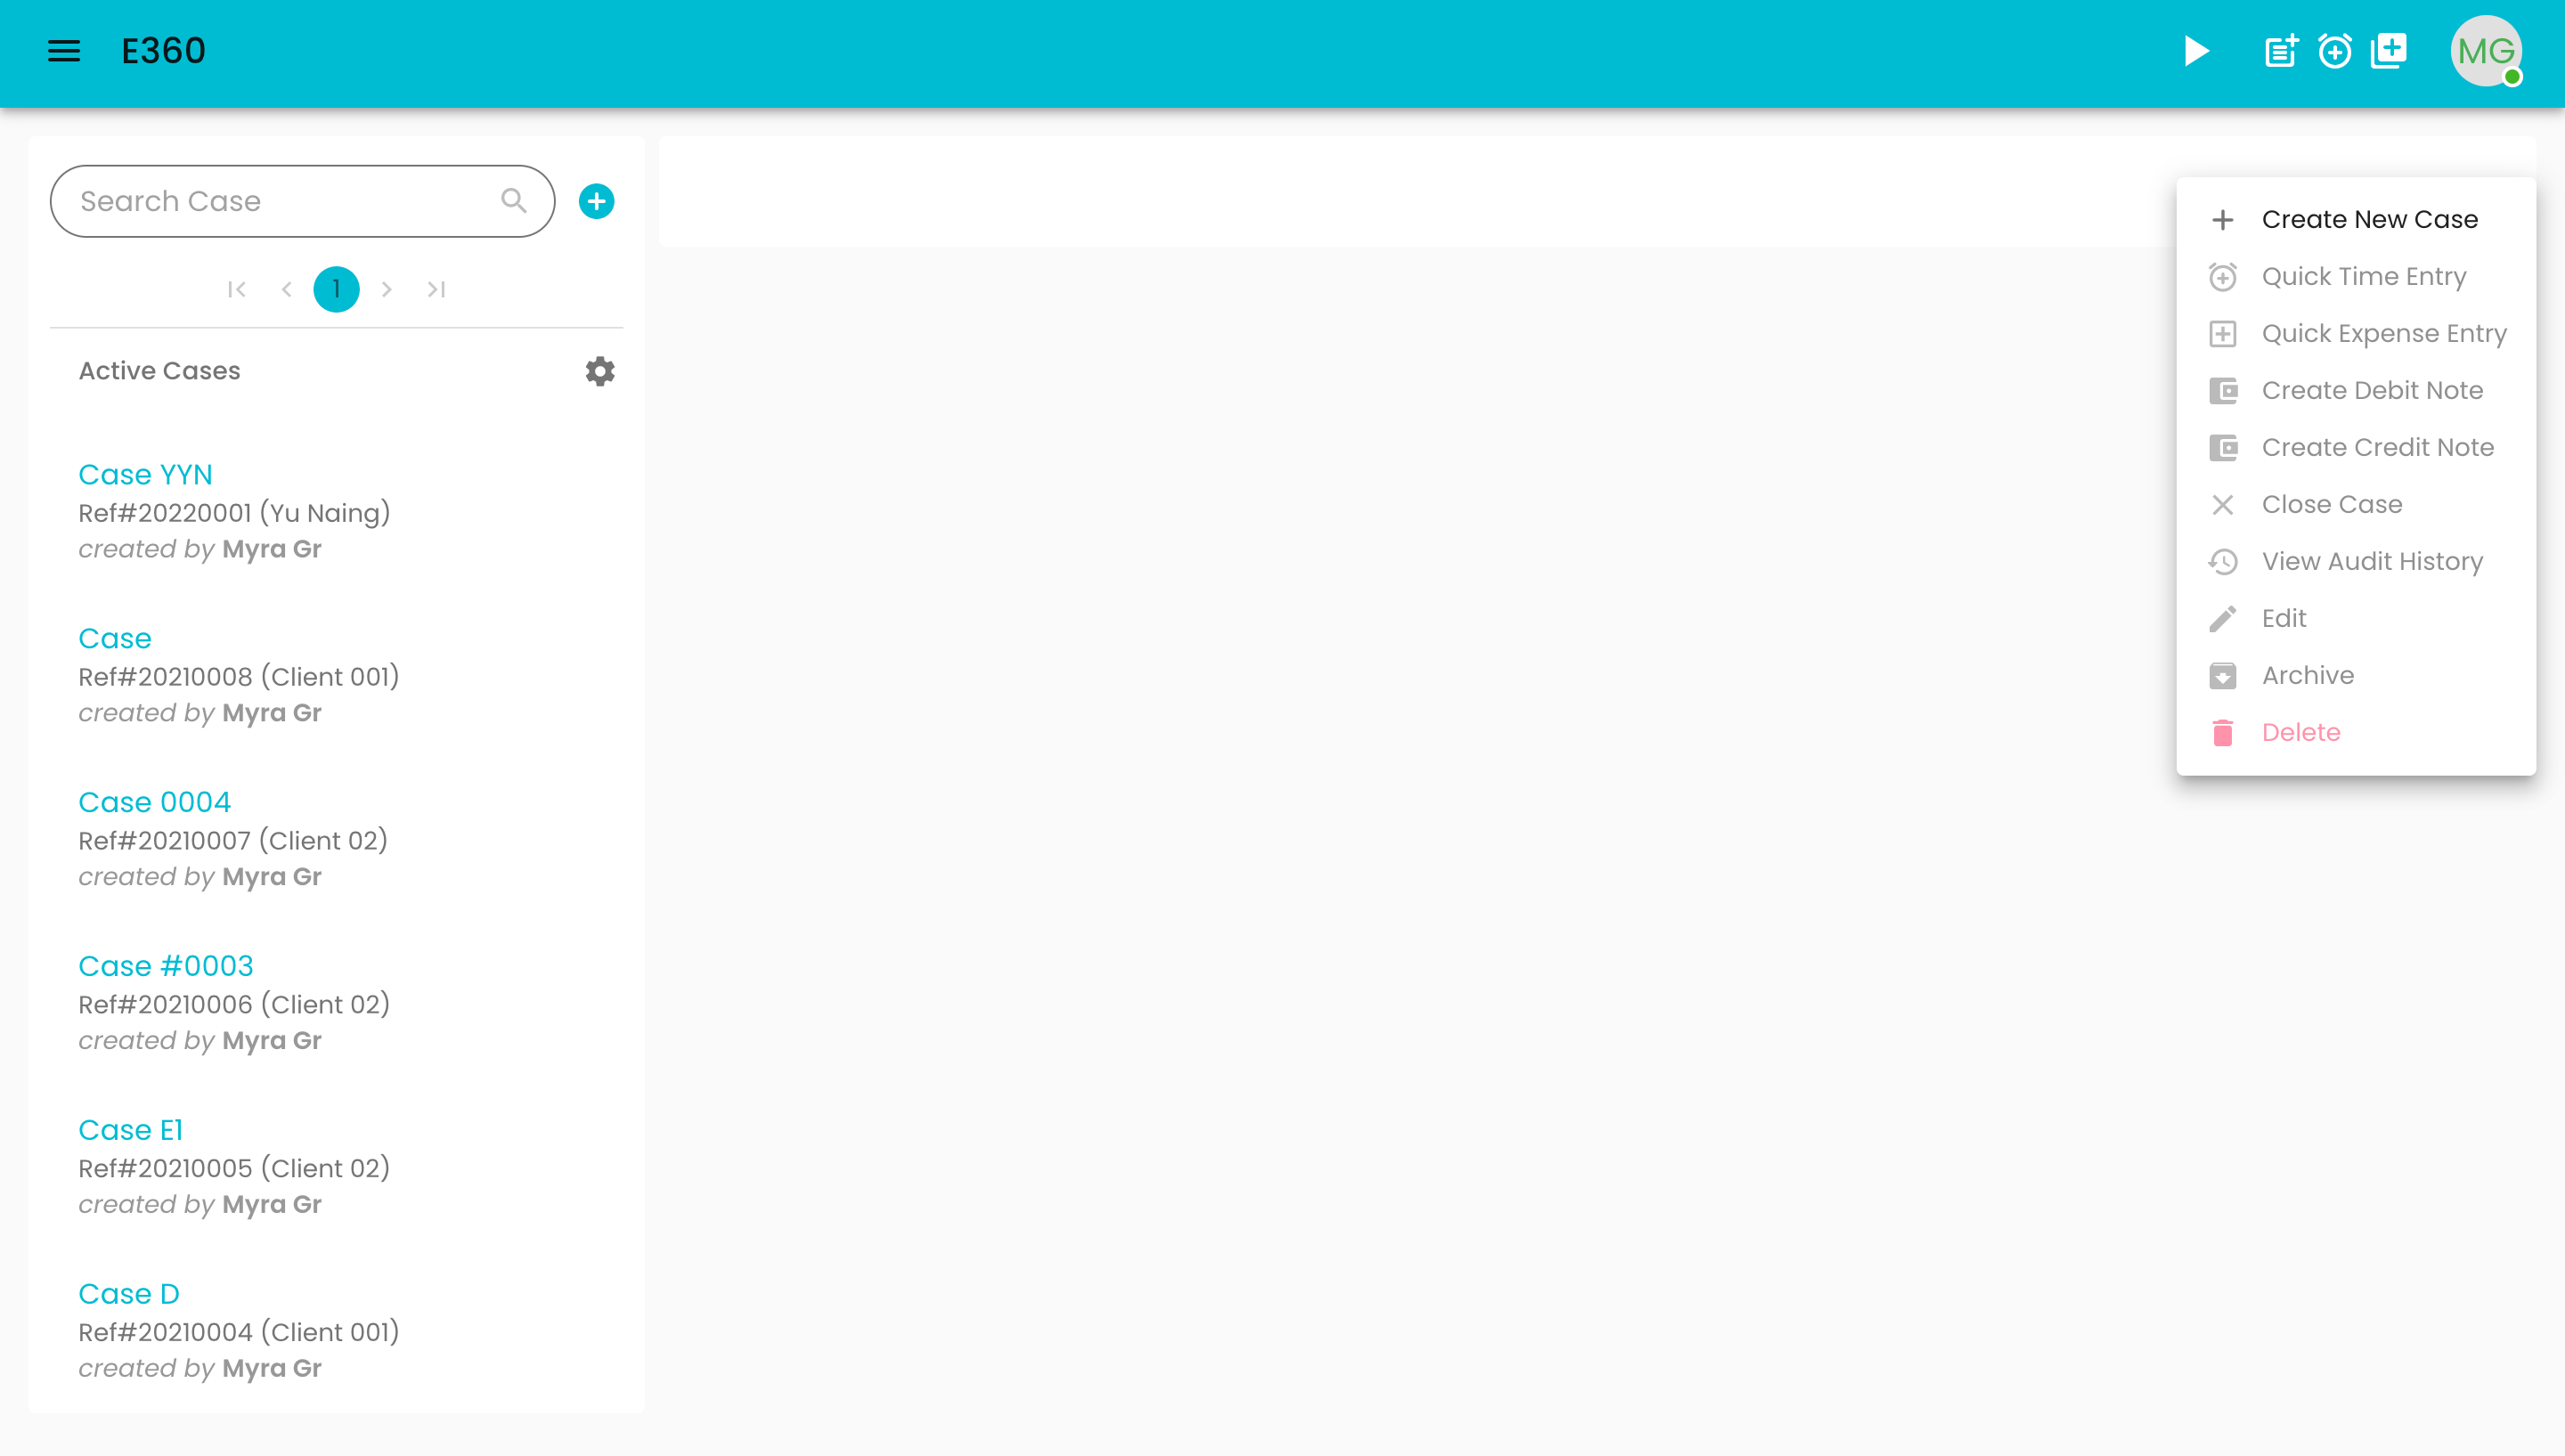 E360
MG
Search Case
1
Active Cases
Case YYN
Ref#20220001 (Yu Naing)
created by Myra Gr
Case
Ref#20210008 (Client 001)
created by Myra Gr
Case 0004
Ref#20210007 (Client 02)
created by Myra Gr
Case #0003
Ref#20210006 (Client 02)
created by Myra Gr
Case E1
Ref#20210005 (Client 02)
created by Myra Gr
Case D
Ref#20210004 (Client 001)
created by Myra Gr
Create New Case
Quick Time Entry
Quick Expense Entry
Create Debit Note
Create Credit Note
Close Case
View Audit History
Edit
Archive
Delete